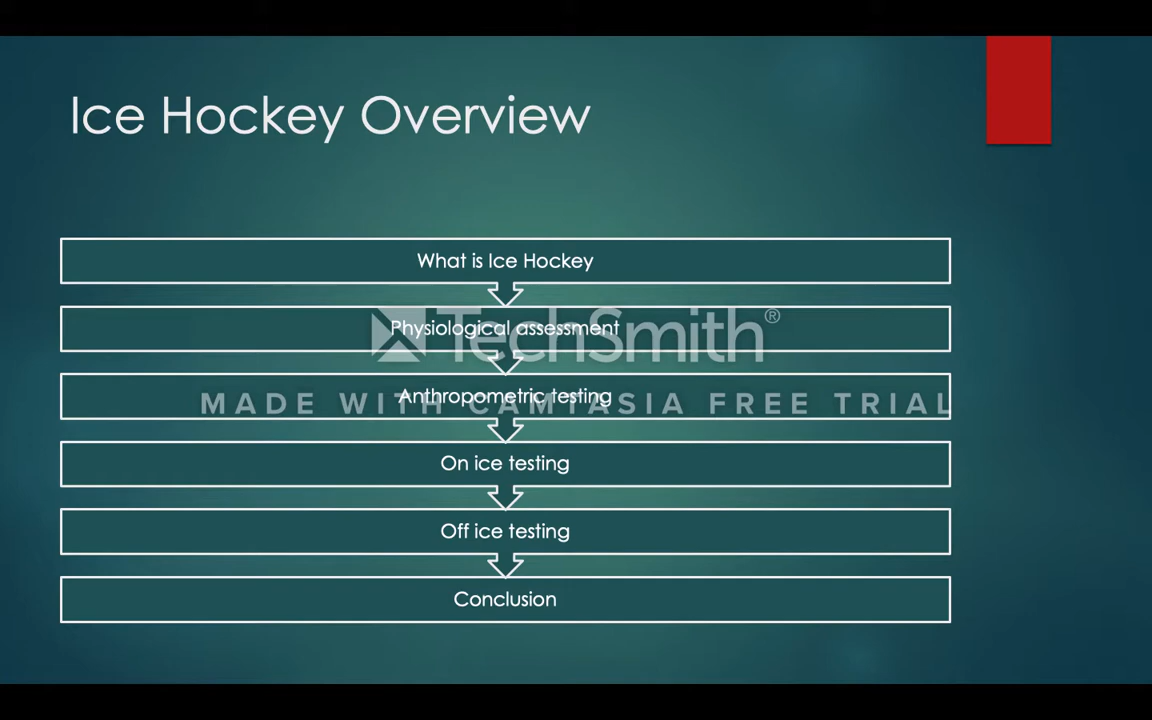 Ice Hockey Overview
What is Ice Hockey
Physiological assessment
TechSmith®
Anthropometric testing
MADE WITH CAMTASIA FREE TRIAL
On ice testing
Off ice testing
Conclusion